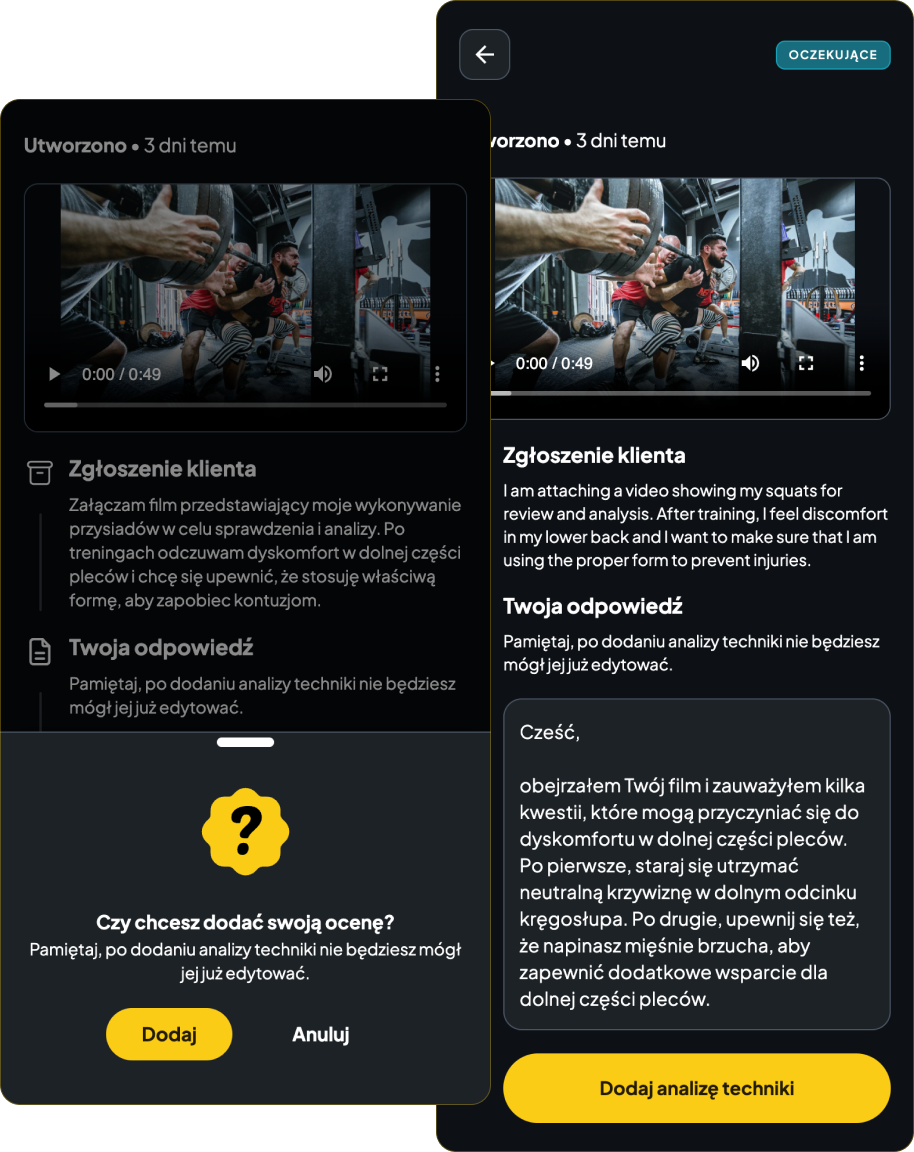 Utworzono • 3 dni temu
0:00 / 0:49
Zgłoszenie klienta
Załączam film przedstawiający moje wykonywanie
przysiadów w celu sprawdzenia i analizy. Po
treningach odczuwam dyskomfort w dolnej części
pleców i chcę się upewnić, że stosuję właściwą
formę, aby zapobiec kontuzjom.
Twoja odpowiedź
Pamiętaj, po dodaniu analizy techniki nie będziesz
mógł jej już edytować.
?
Czy chcesz dodać swoją ocenę?
Pamiętaj, po dodaniu analizy techniki nie będziesz mógł
jej już edytować.
Dodaj
Anuluj
OCZEKUJĄCE
worzono • 3 dni temu
0:00 / 0:49
Zgłoszenie klienta
I am attaching a video showing my squats for
review and analysis. After training, I feel discomfort
in my lower back and I want to make sure that I am
using the proper form to prevent injuries.
Twoja odpowiedź
Pamiętaj, po dodaniu analizy techniki nie będziesz
mógł jej już edytować.
Cześć,
obejrzałem Twój film i zauważyłem kilka
kwestii, które mogą przyczyniać się do
dyskomfortu w dolnej części pleców.
Po pierwsze, staraj się utrzymać
neutralną krzywiznę w dolnym odcinku
kręgosłupa. Po drugie, upewnij się też,
że napinasz mięśnie brzucha, aby
zapewnić dodatkowe wsparcie dla
dolnej części pleców.
Dodaj analizę techniki